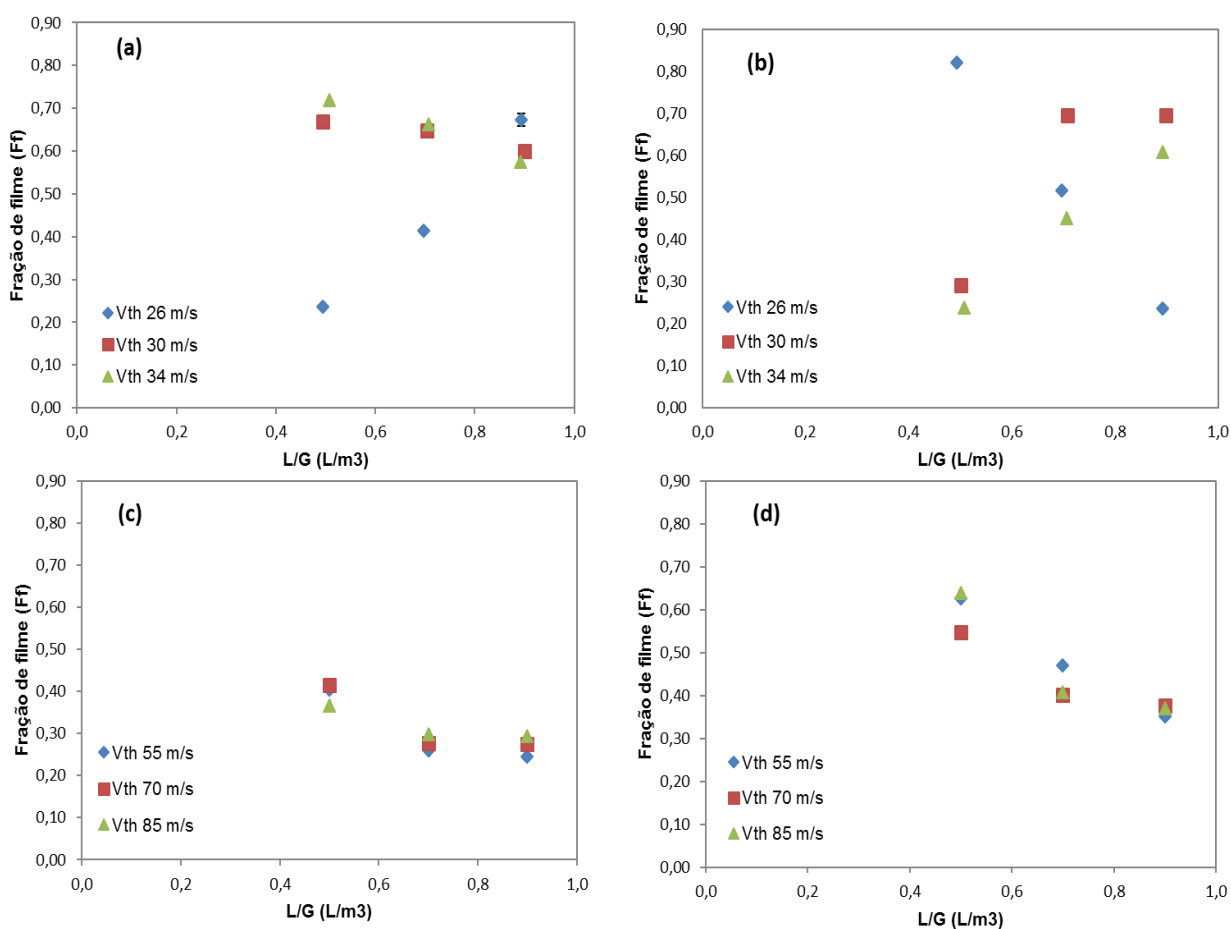 (a)
Fração de filme (Ff)
0,90
0,80
0,70
0,60
0,50
0,40
0,30
0,20
0,10
0,00
Vth 26 m/s
Vth 30 m/s
Vth 34 m/s
0,0 0,2 0,4 0,6 0,8 1,0
L/G (L/m3)
(b)
Fração de filme (Ff)
0,90
0,80
0,70
0,60
0,50
0,40
0,30
0,20
0,10
0,00
Vth 26 m/s
Vth 30 m/s
Vth 34 m/s
0,0 0,2 0,4 0,6 0,8 1,0
L/G (L/m3)
(c)
Fração de filme (Ff)
0,90
0,80
0,70
0,60
0,50
0,40
0,30
0,20
0,10
0,00
Vth 55 m/s
Vth 70 m/s
Vth 85 m/s
0,0 0,2 0,4 0,6 0,8 1,0
L/G (L/m3)
(d)
Fração de filme (Ff)
0,90
0,80
0,70
0,60
0,50
0,40
0,30
0,20
0,10
0,00
Vth 55 m/s
Vth 70 m/s
Vth 85 m/s
0,0 0,2 0,4 0,6 0,8 1,0
L/G (L/m3)